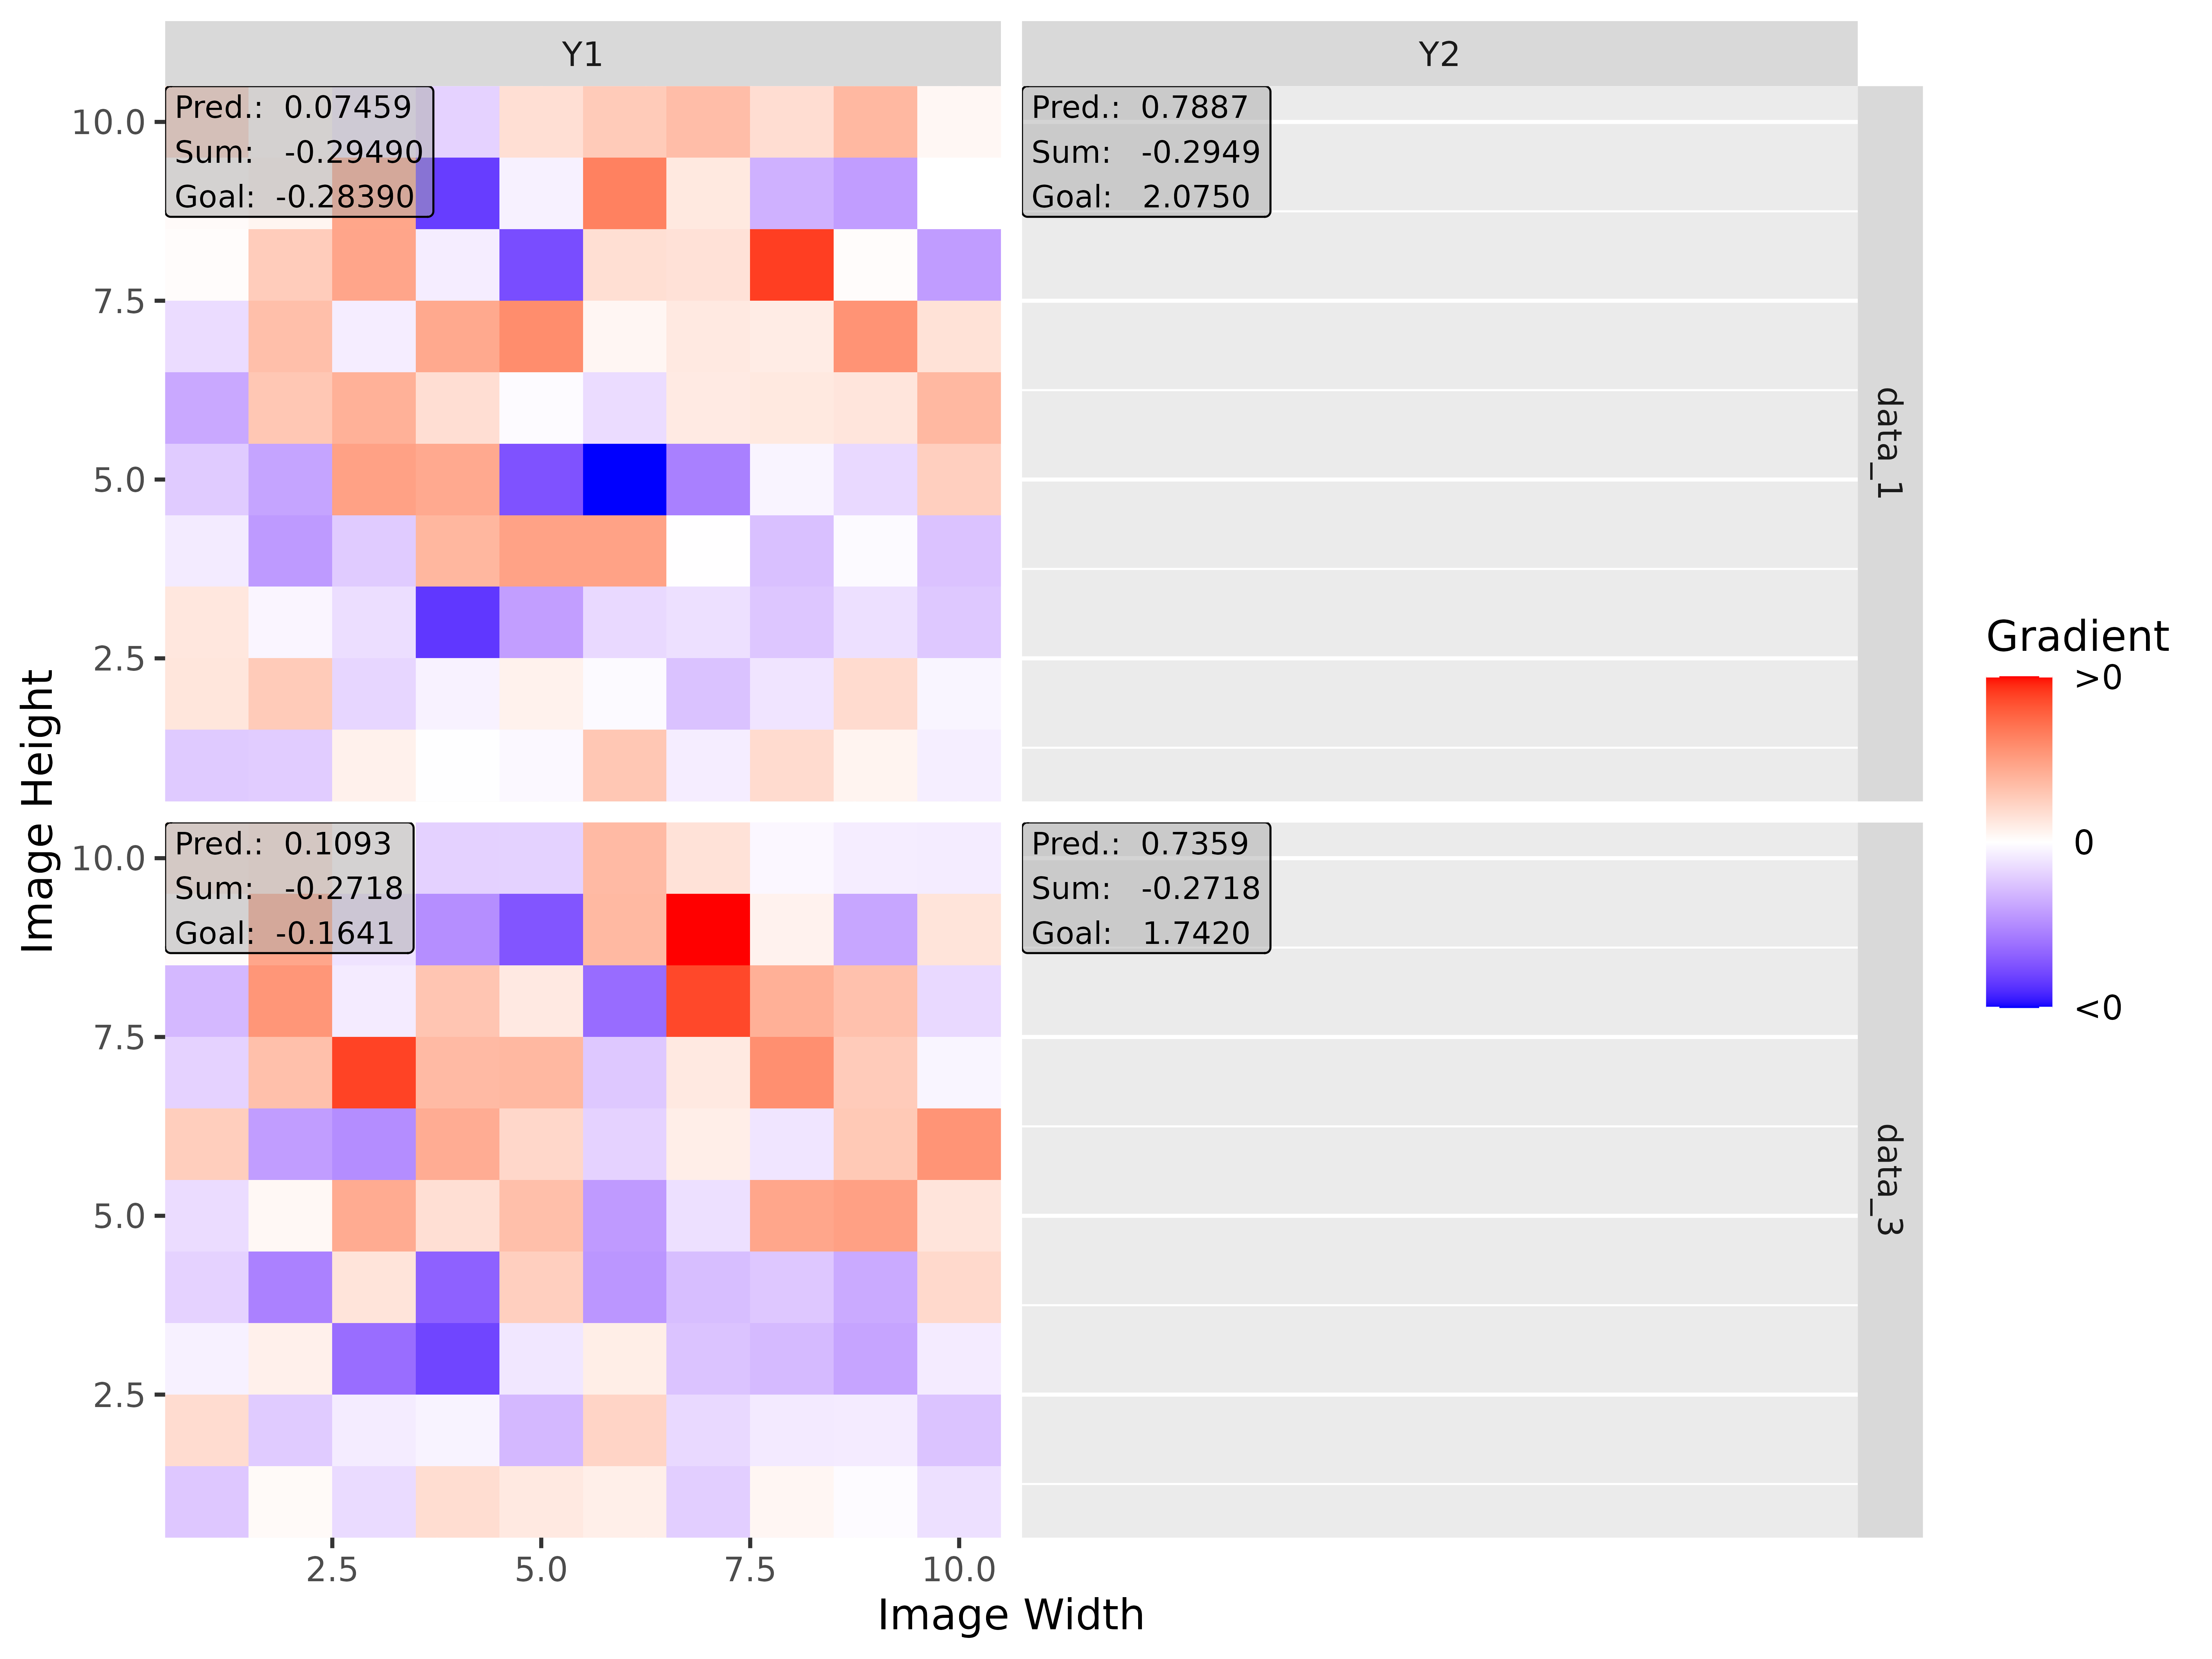 Y1
Y2
Pred.: 0.07459
Sum: -0.29490
Goal: -0.28390
Pred.: 0.7887
Sum: -0.2949
Goal: 2.0750
10.0
7.5
5.0
2.5
data_1
Pred.: 0.1093
Sum: -0.2718
Goal: -0.1641
Pred.: 0.7359
Sum: -0.2718
Goal: 1.7420
10.0
7.5
5.0
2.5
data_3
Image Height
2.5
5.0
7.5
10.0
Image Width
Gradient
>0
0
<0